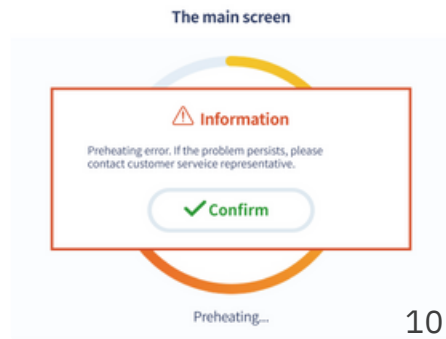 The main screen
Information
Preheating error. If the problem persists, please
contact customer serveice representative.
Confirm
Preheating...
10